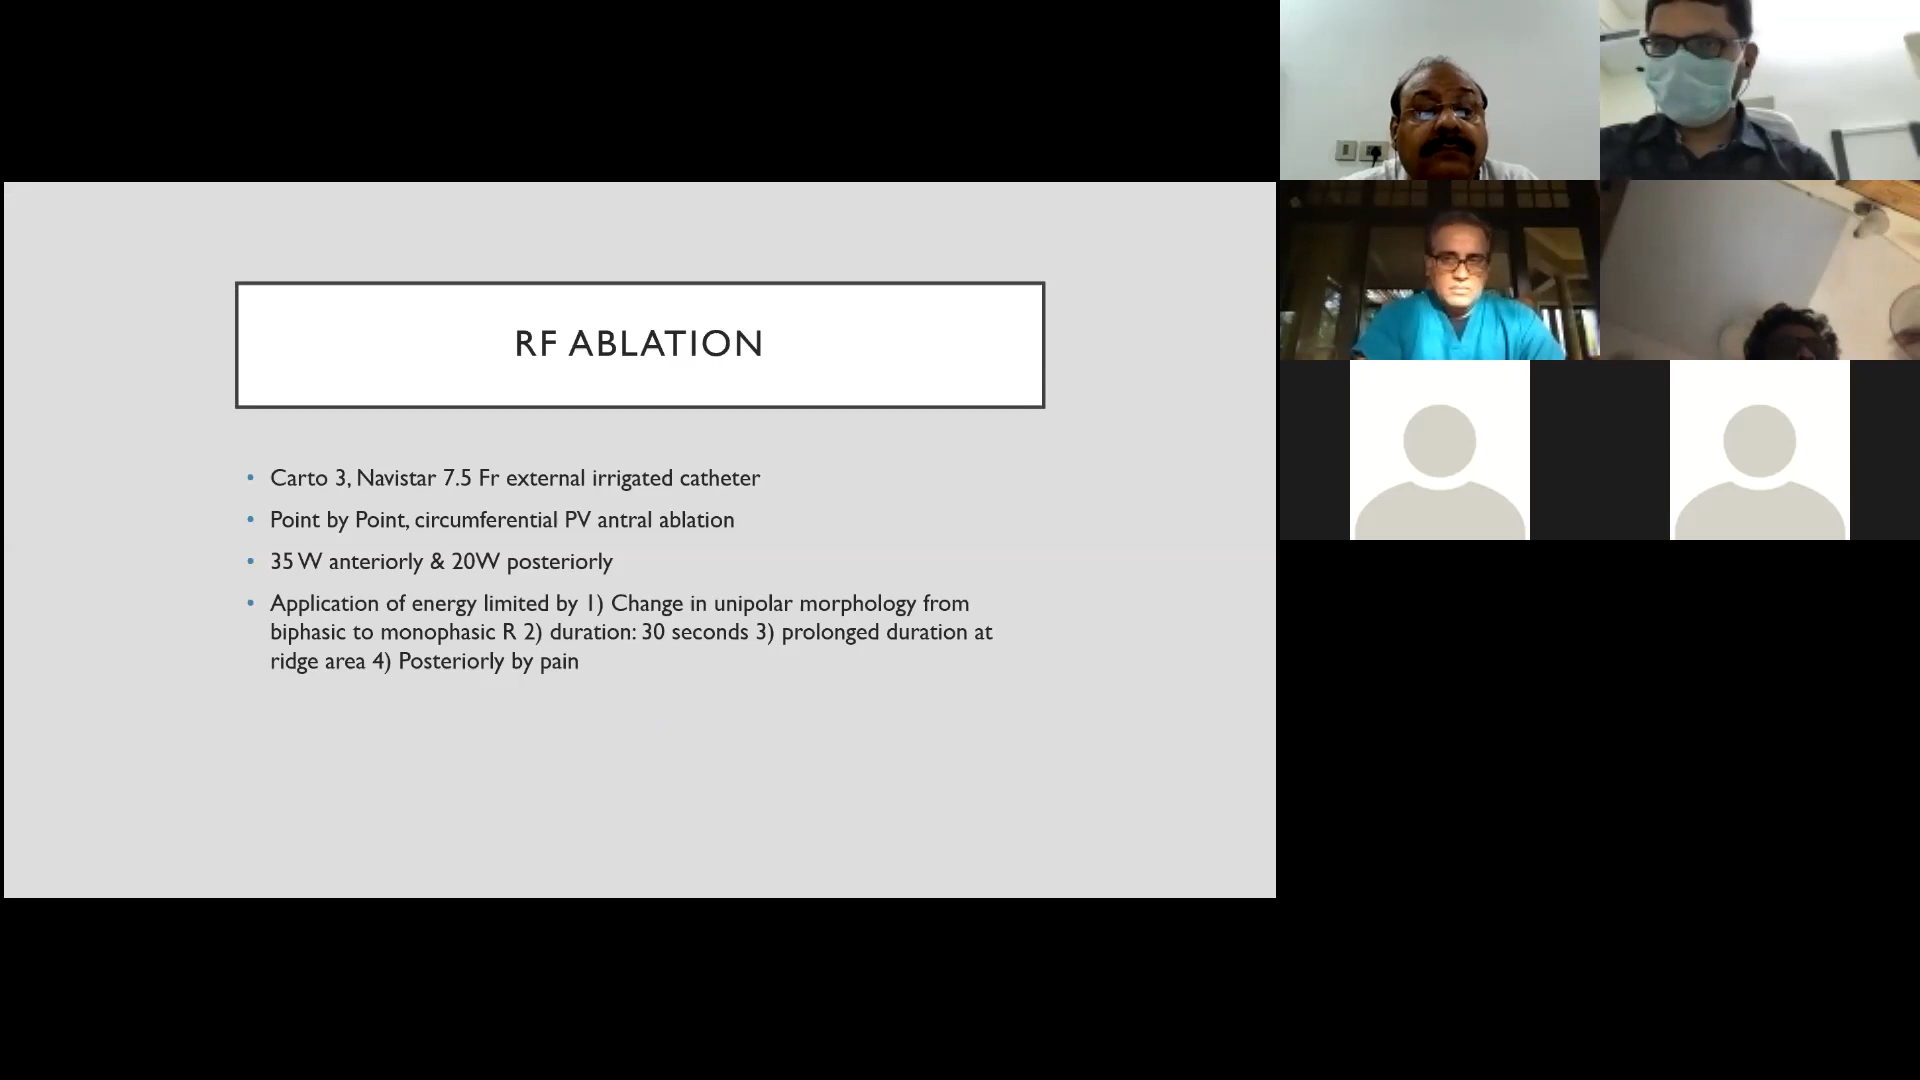 RF ABLATION
• Carto 3, Navistar 7.5 Fr external irrigated catheter
• Point by Point, circumferential PV antral ablation
• 35 W anteriorly & 20W posteriorly
• Application of energy limited by 1) Change in unipolar morphology from
biphasic to monophasic R 2) duration: 30 seconds 3) prolonged duration at
ridge area 4) Posteriorly by pain